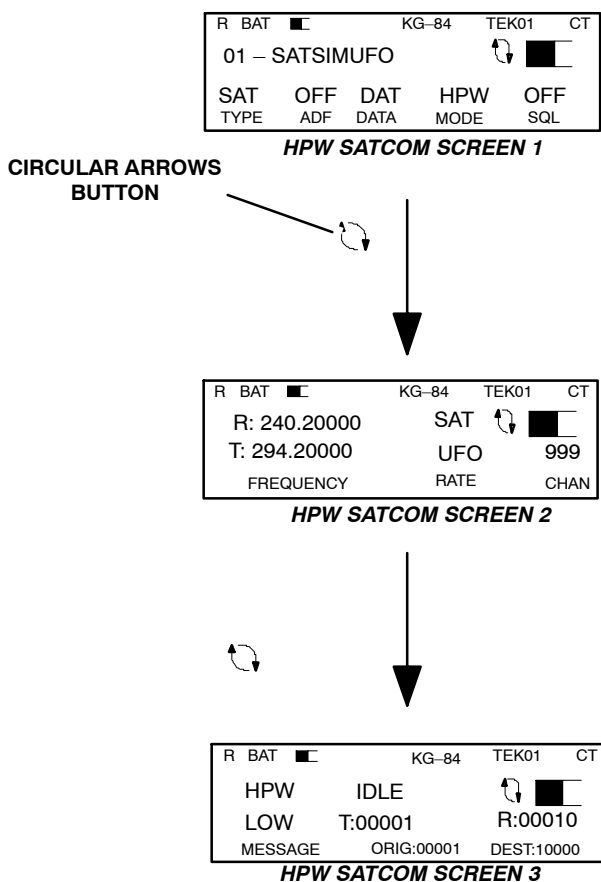 R BAT KG–84 TEK01 CT
01 – SATSIMUFO
SAT OFF DAT HPW OFF
TYPE ADF DATA MODE SQL
HPW SATCOM SCREEN 1
CIRCULAR ARROWS
BUTTON
R BAT KG–84 TEK01 CT
R: 240.20000 SAT
T: 294.20000 UFO 999
FREQUENCY RATE CHAN
HPW SATCOM SCREEN 2
R BAT KG–84 TEK01 CT
HPW IDLE
LOW T:00001 R:00010
MESSAGE ORIG:00001 DEST:10000
HPW SATCOM SCREEN 3